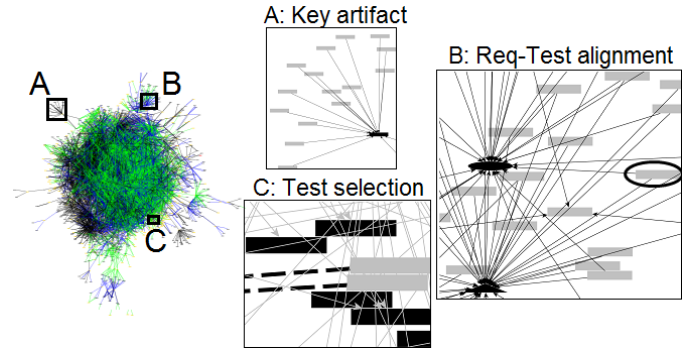 A: Key artifact
A
B
B: Req-Test alignment
C: Test selection
C